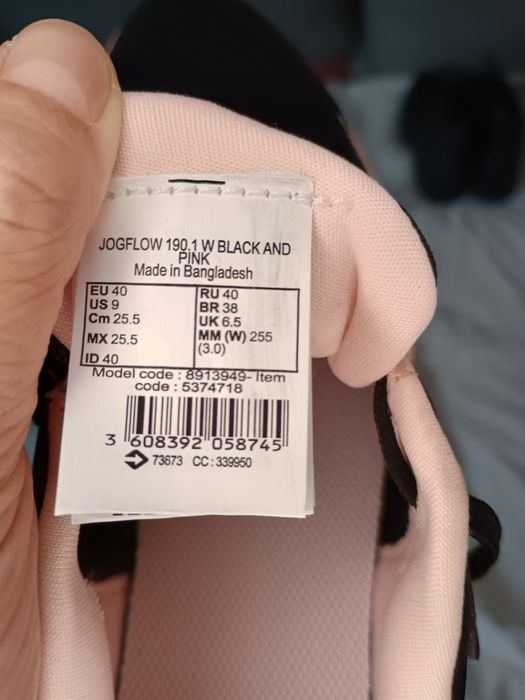 JOGFLOW 190.1 W BLACK AND
PINK
Made in Bangladesh
EU 40
US 9
Cm 25.5
MX 25.5
ID 40
RU 40
BR 38
UK 6.5
MM (W) 255
(3.0)
Model code : 8913949- Item
code : 5374718
3 608392 058745
73673 CC : 339950